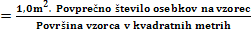 = 1,0m². Povprečno število osebkov na vzorec
Površina vzorca v kvadratnih metrih